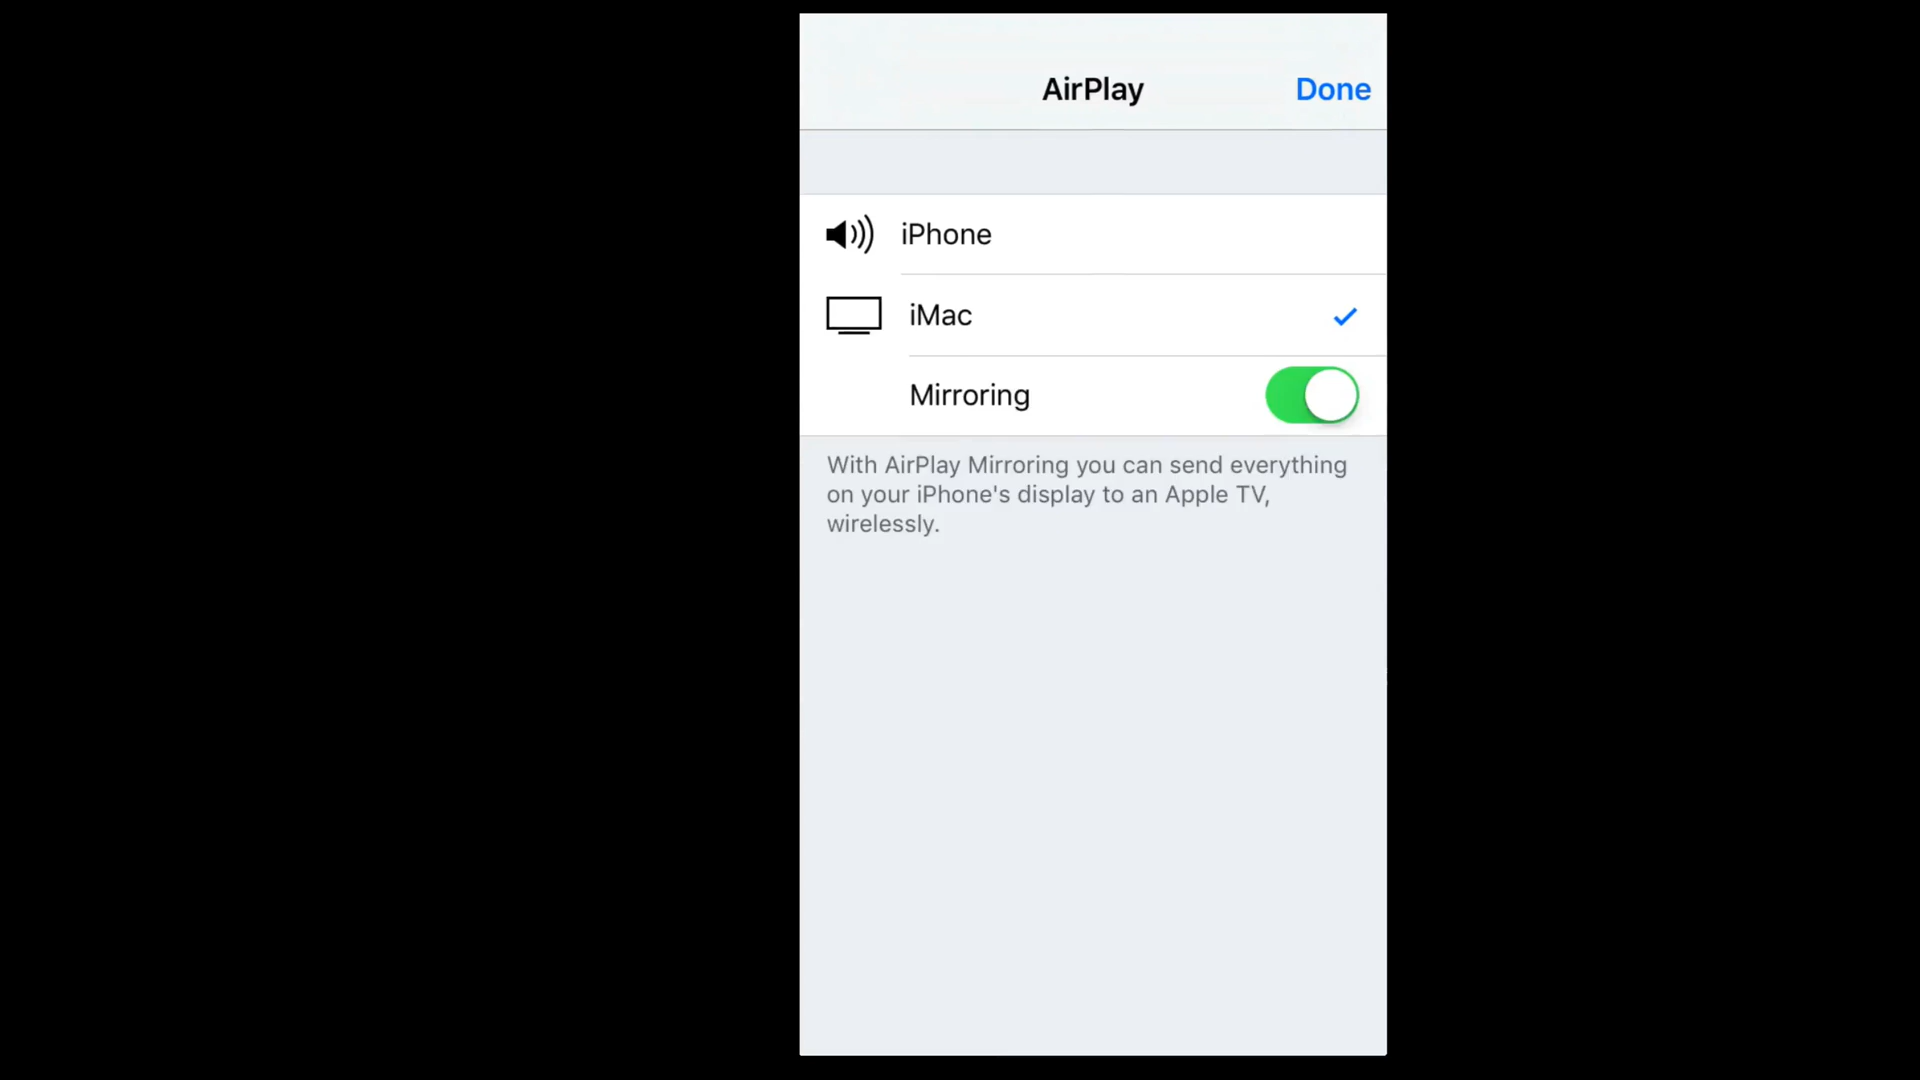 AirPlay
Done
iPhone
iMac
Mirroring
With AirPlay Mirroring you can send everything
on your iPhone's display to an Apple TV,
wirelessly.